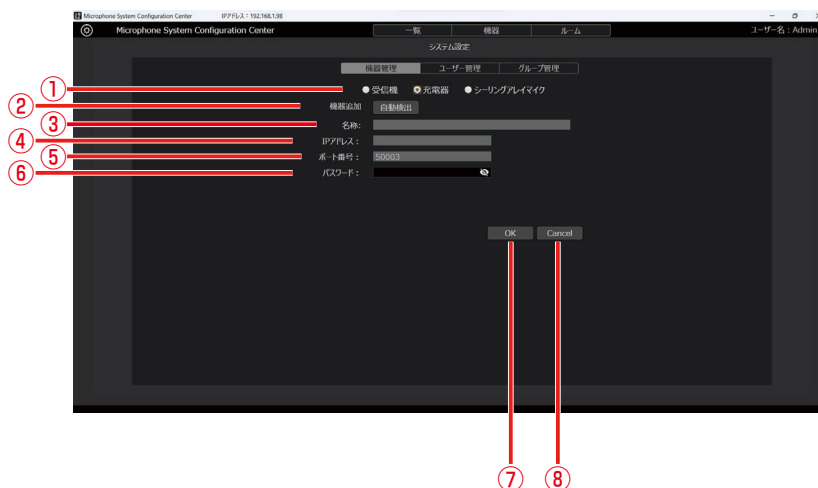 Microphone System Configuration Center IPアドレス : 192.168.1.98
Microphone System Configuration Center 一覧 機器 ルーム ユーザー名 : Admin
システム設定
機器管理 ユーザー管理 グループ管理
① 受信機 充電器 シーリングアレイマイク
② 機器追加 自動検出
③ 名称:
④ IPアドレス :
⑤ ポート番号 : 50003
⑥ パスワード :
OK Cancel
⑦ ⑧